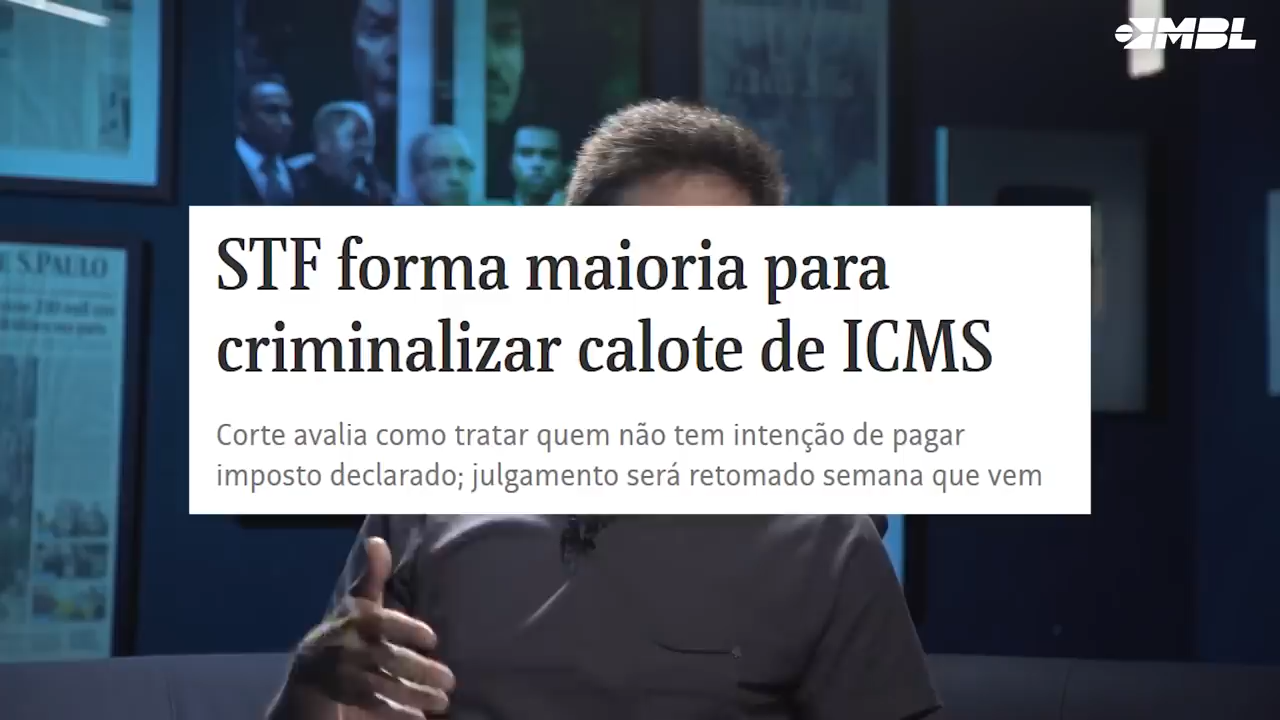 MBL
STF forma maioria para
criminalizar calote de ICMS
Corte avalia como tratar quem não tem intenção de pagar
imposto declarado; julgamento será retomado semana que vem
S.PAULO